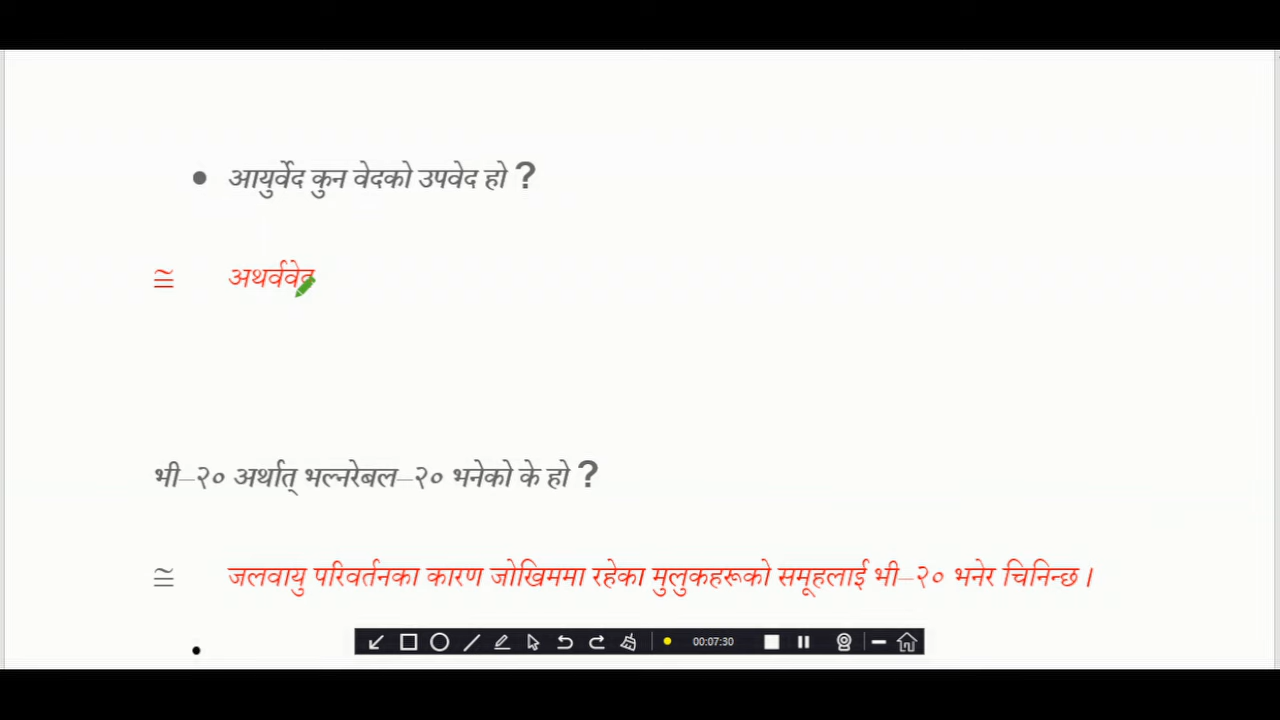 ● आयुर्वेद कुन वेदको उपवेद हो ?
≅ अथर्ववेद
भी–२० अर्थात् भल्नरेबल–२० भनेको के हो ?
≅ जलवायु परिवर्तनका कारण जोखिममा रहेका मुलुकहरूको समूहलाई भी–२० भनेर चिनिन्छ ।
00:07:30